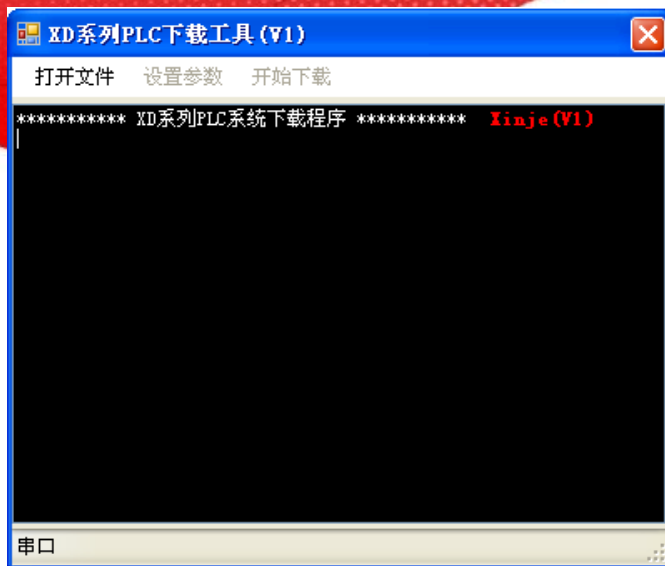 XD系列PLC下载工具(V1)
打开文件 设置参数 开始下载
*********** XD系列PLC系统下载程序 *********** Xinje(V1)
串口